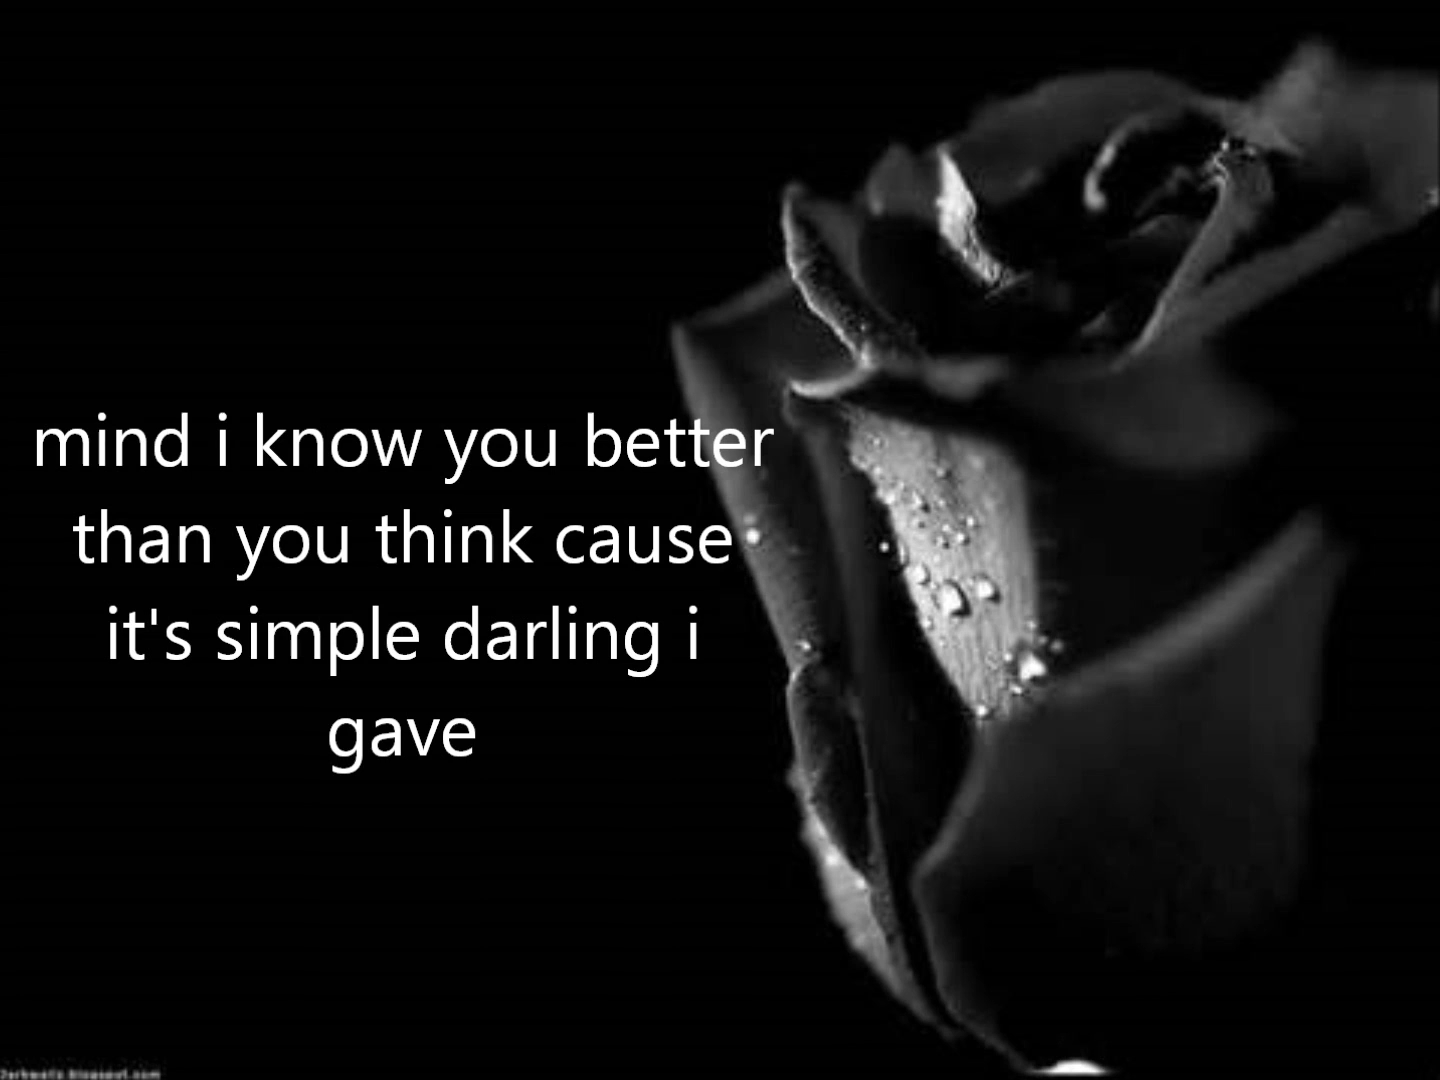 mind i know you better
than you think cause
it's simple darling i
gave